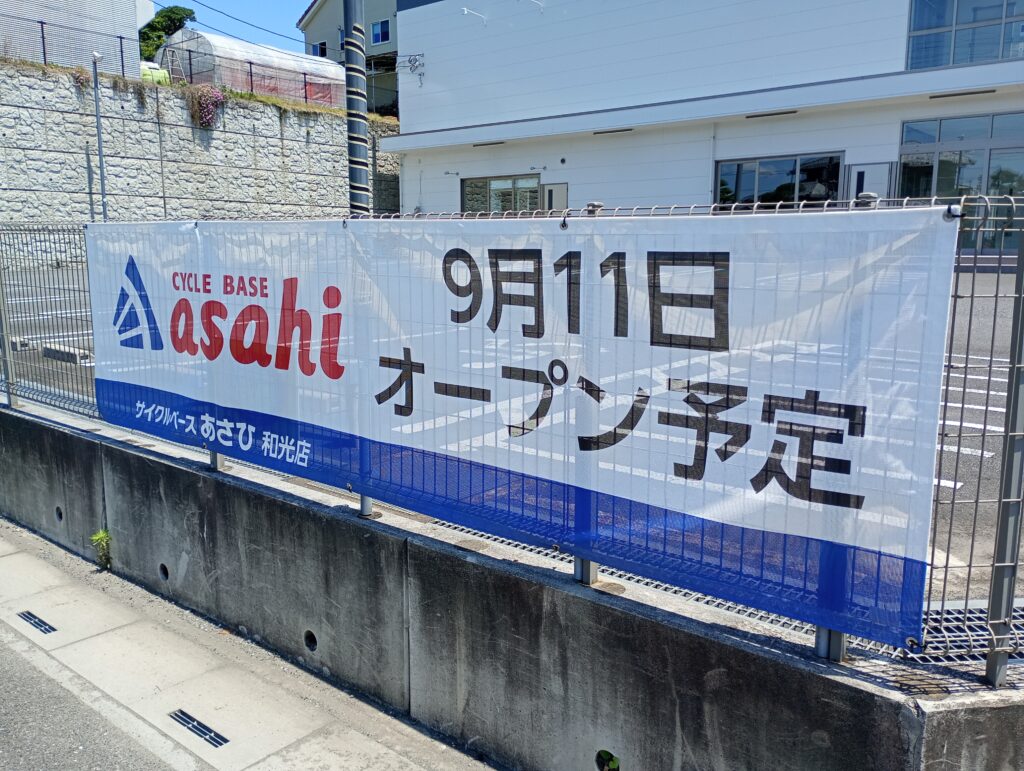 CYCLE BASE
asahi
サイクルベース あさひ 和光店
9月11日
オープン予定